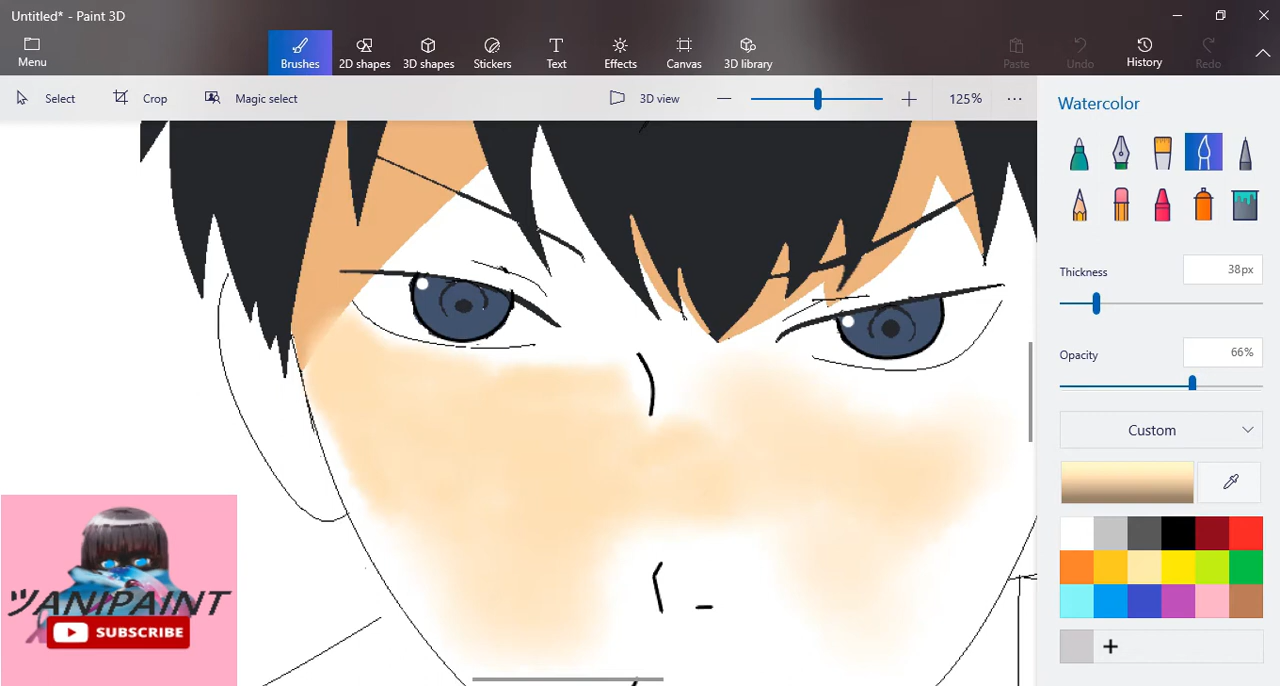 Untitled* - Paint 3D
Menu
Brushes
2D shapes
3D shapes
Stickers
Text
Effects
Canvas
3D library
Paste
Undo
History
Redo
Select
Crop
Magic select
3D view
125%
Watercolor
Thickness
38px
Opacity
66%
Custom
ツANIPAINT
SUBSCRIBE